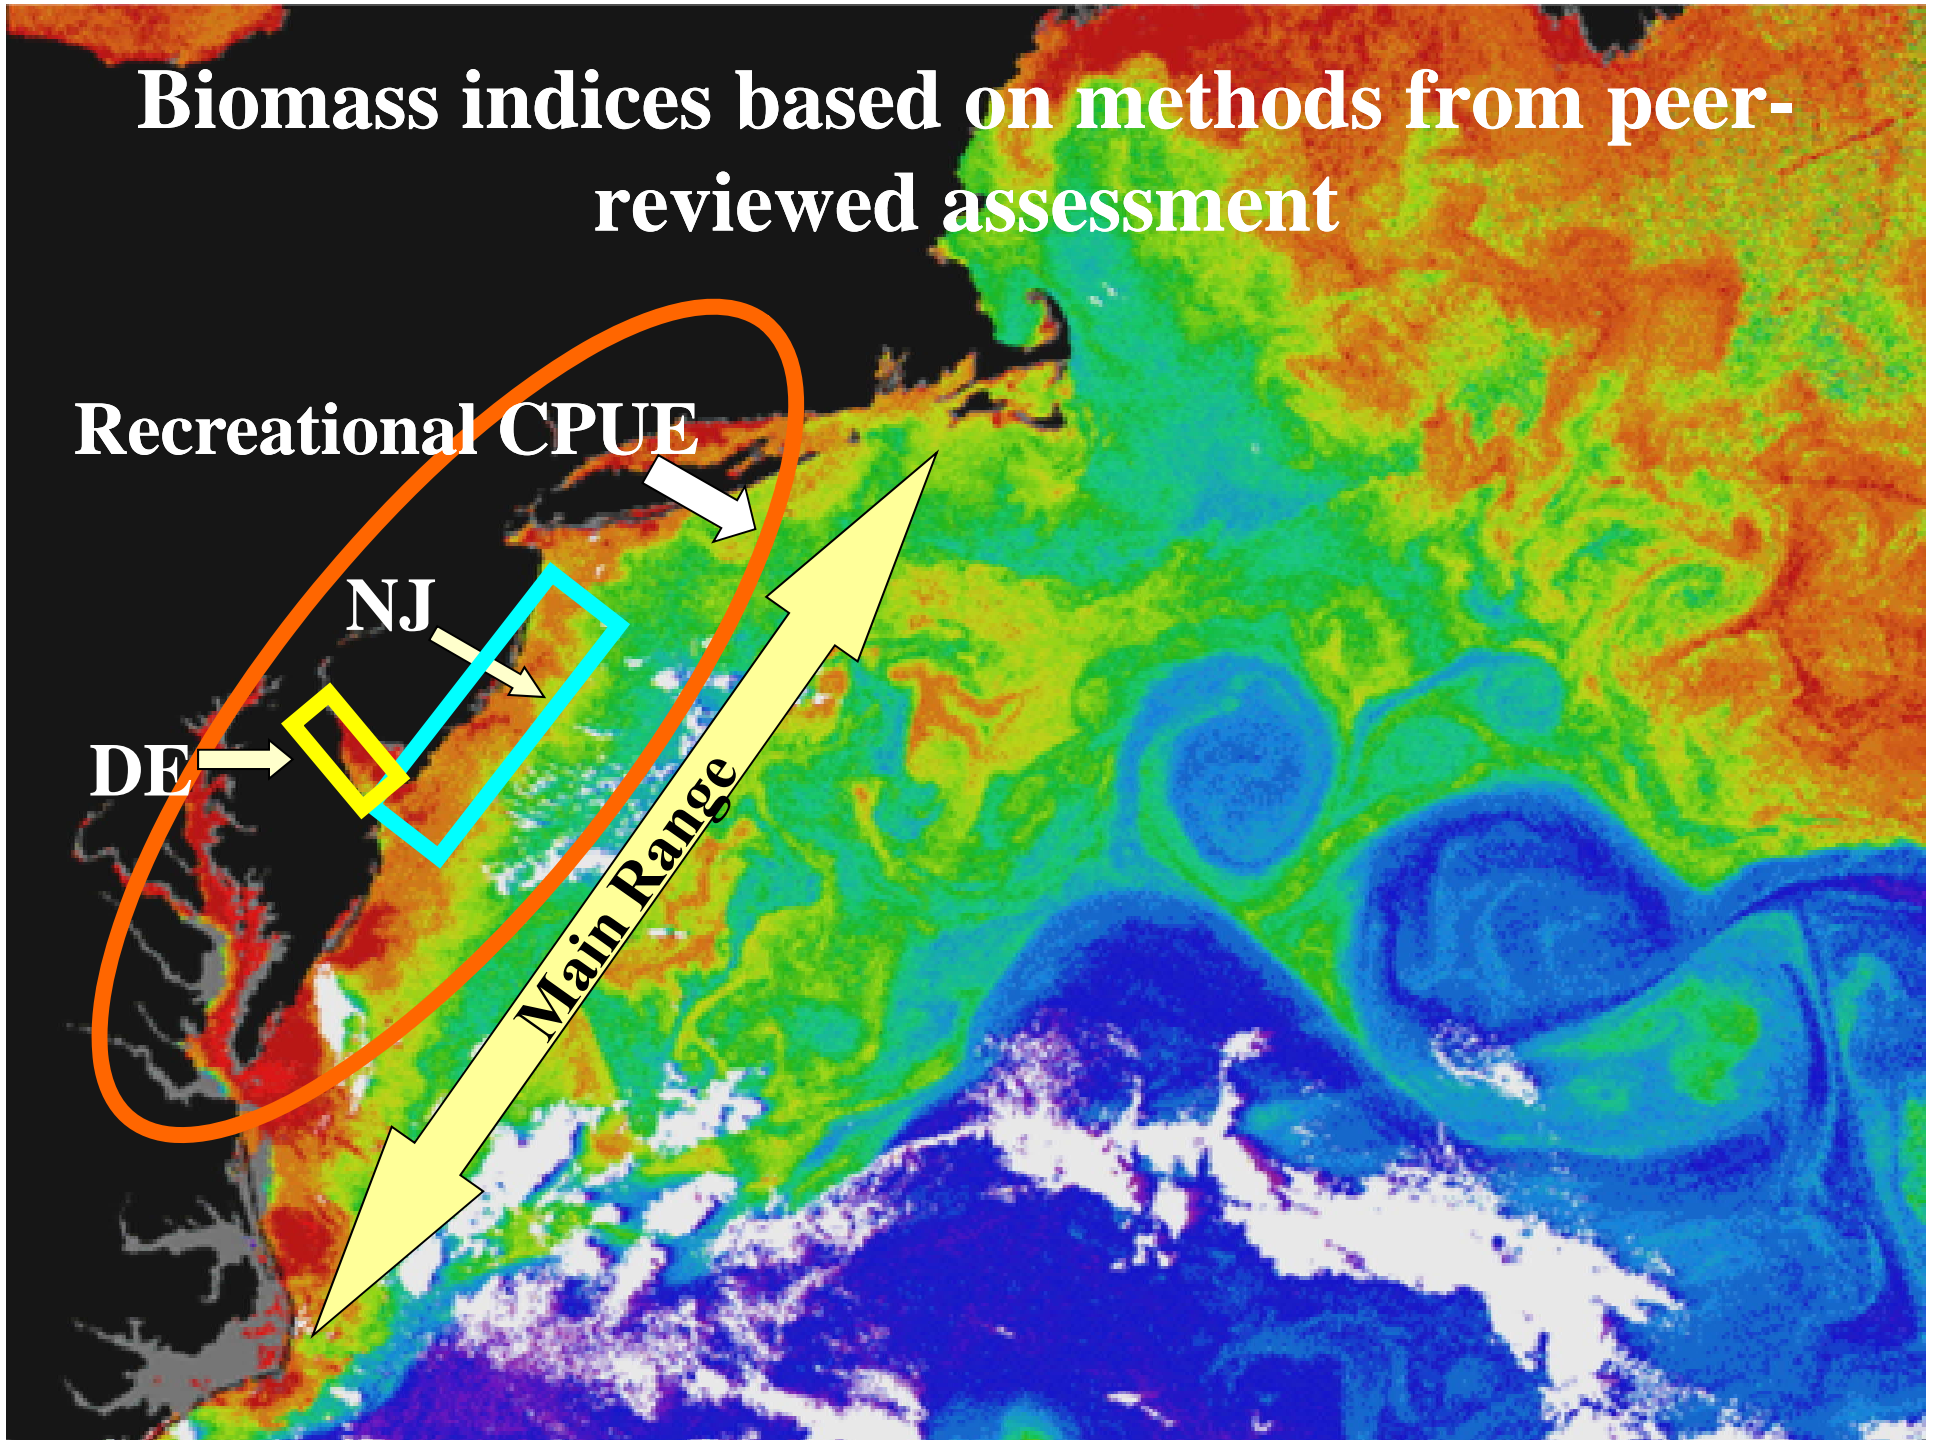 Biomass indices based on methods from peer-
reviewed assessment
Recreational CPUE
NJ
DE
Main Range